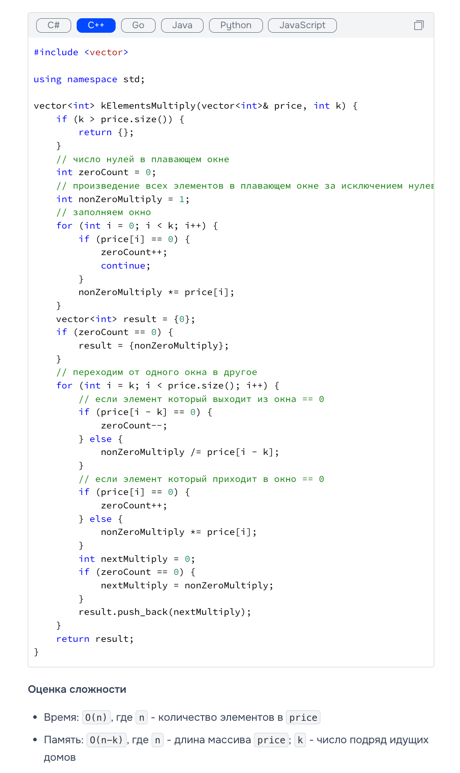 C# C++ Go Java Python JavaScript
#include <vector>
using namespace std;
vector<int> kElementsMultiply(vector<int>& price, int k) {
    if (k > price.size()) {
        return {};
    }
    // число нулей в плавающем окне
    int zeroCount = 0;
    // произведение всех элементов в плавающем окне за исключением нулев
    int nonZeroMultiply = 1;
    // заполняем окно
    for (int i = 0; i < k; i++) {
        if (price[i] == 0) {
            zeroCount++;
            continue;
        }
        nonZeroMultiply *= price[i];
    }
    vector<int> result = {0};
    if (zeroCount == 0) {
        result = {nonZeroMultiply};
    }
    // переходим от одного окна в другое
    for (int i = k; i < price.size(); i++) {
        // если элемент который выходит из окна == 0
        if (price[i - k] == 0) {
            zeroCount--;
        } else {
            nonZeroMultiply /= price[i - k];
        }
        // если элемент который приходит в окно == 0
        if (price[i] == 0) {
            zeroCount++;
        } else {
            nonZeroMultiply *= price[i];
        }
        int nextMultiply = 0;
        if (zeroCount == 0) {
            nextMultiply = nonZeroMultiply;
        }
        result.push_back(nextMultiply);
    }
    return result;
}
Оценка сложности
• Время: O(n), где n - количество элементов в price
• Память: O(n−k), где n - длина массива price; k - число подряд идущих
домов